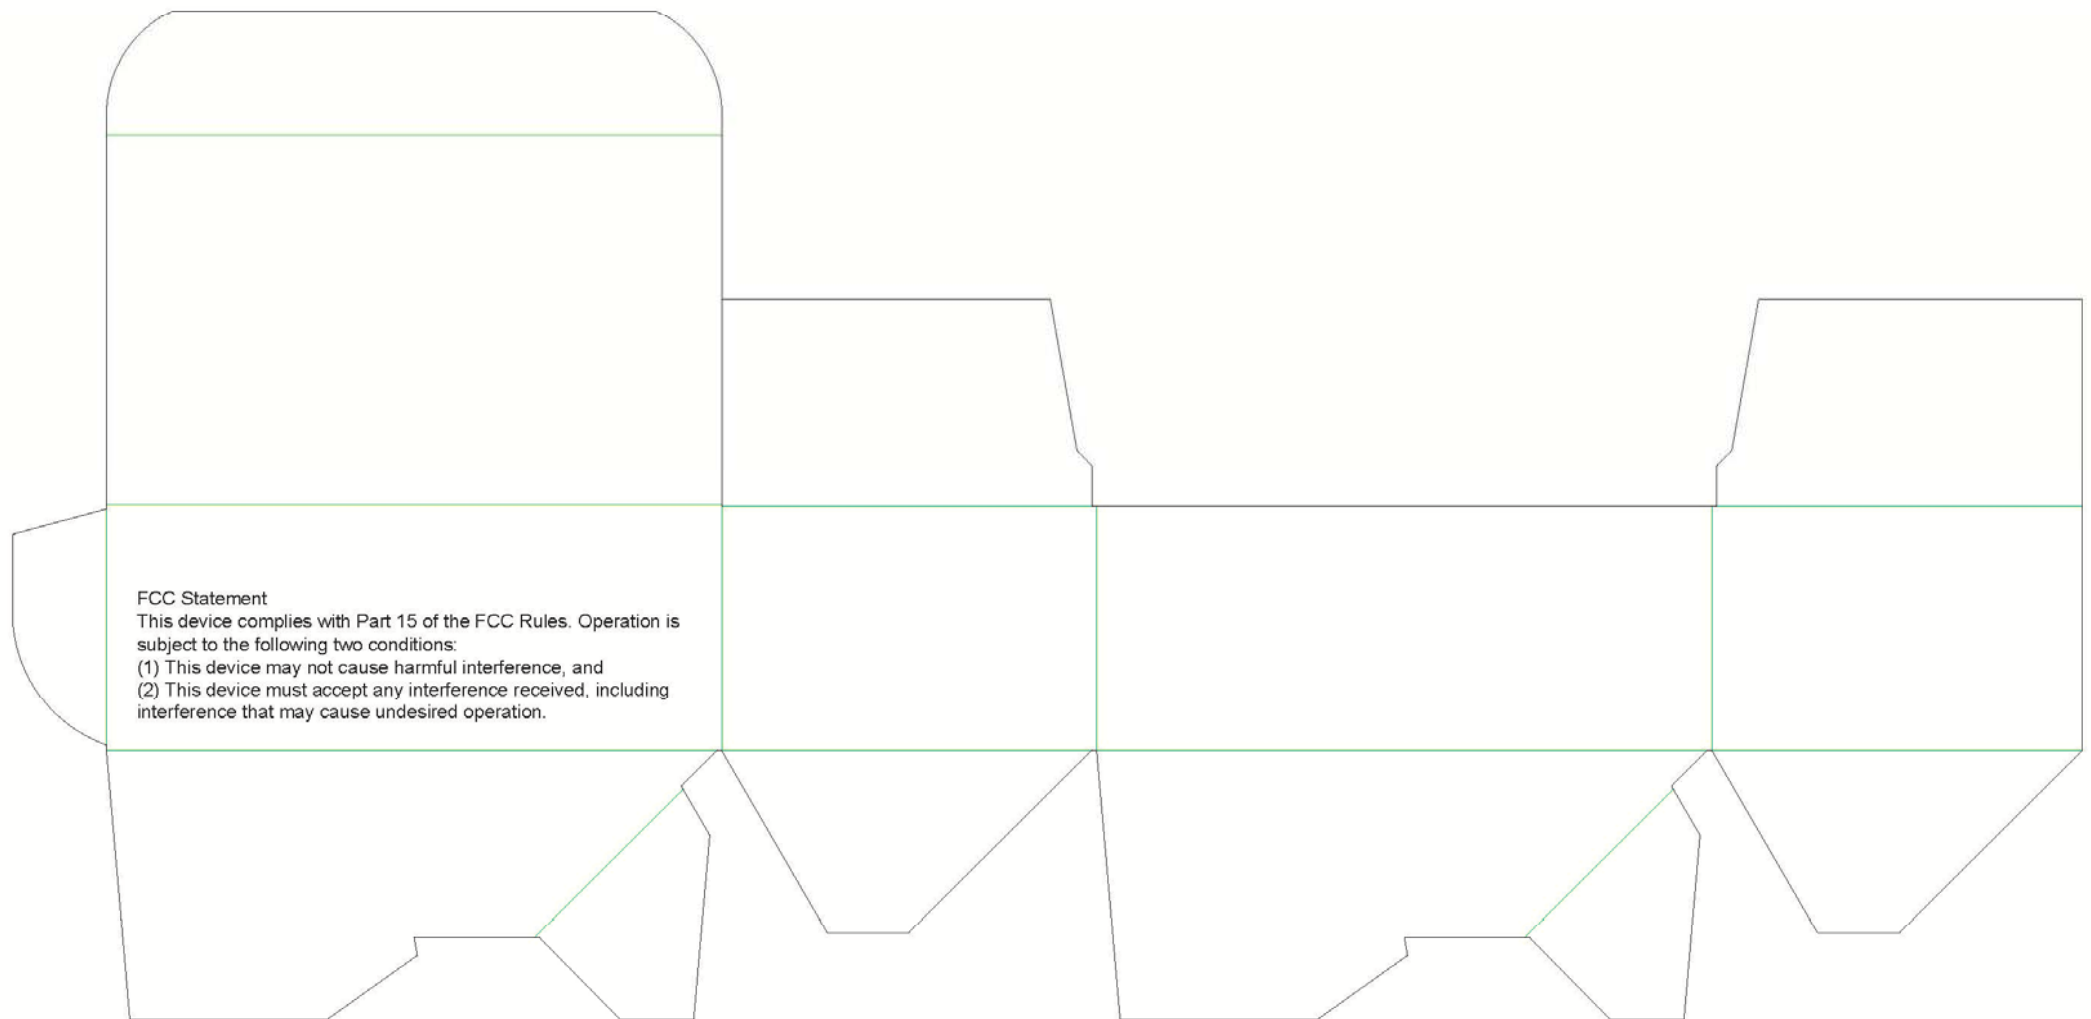 FCC Statement
This device complies with Part 15 of the FCC Rules. Operation is
subject to the following two conditions:
(1) This device may not cause harmful interference, and
(2) This device must accept any interference received, including
interference that may cause undesired operation.